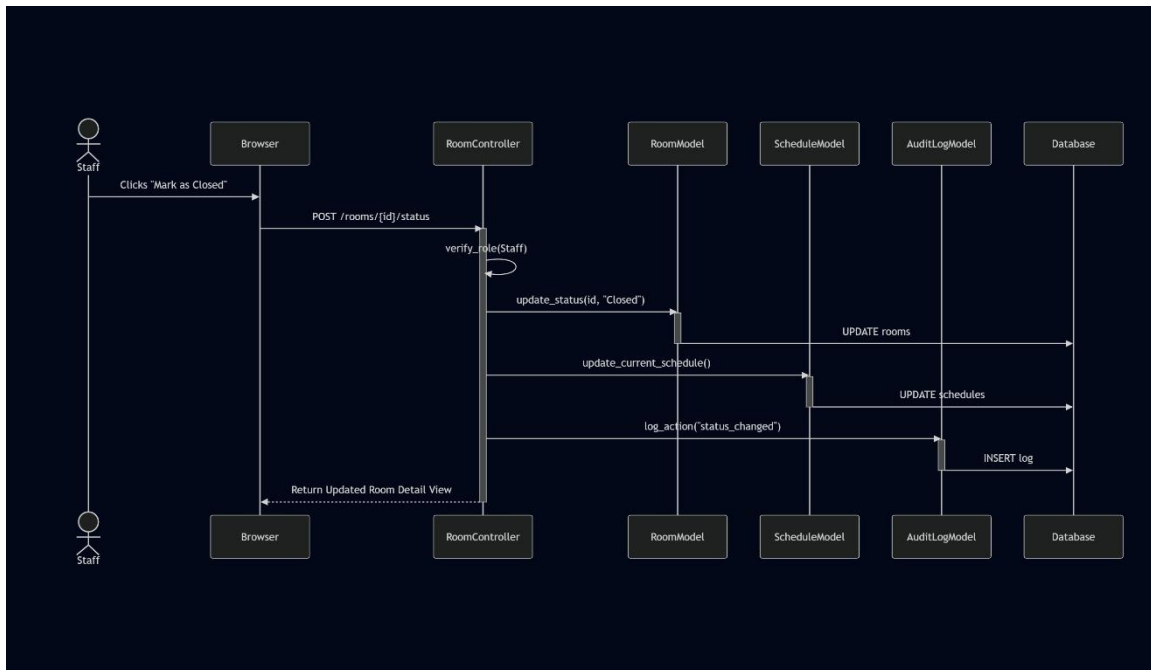 Browser
RoomController
RoomModel
ScheduleModel
AuditLogModel
Database
Staff
Clicks "Mark as Closed"
POST /rooms/{id}/status
verify_role(Staff)
update_status(id, "Closed")
UPDATE rooms
update_current_schedule()
UPDATE schedules
log_action("status_changed")
INSERT log
Return Updated Room Detail View
Browser
RoomController
RoomModel
ScheduleModel
AuditLogModel
Database
Staff